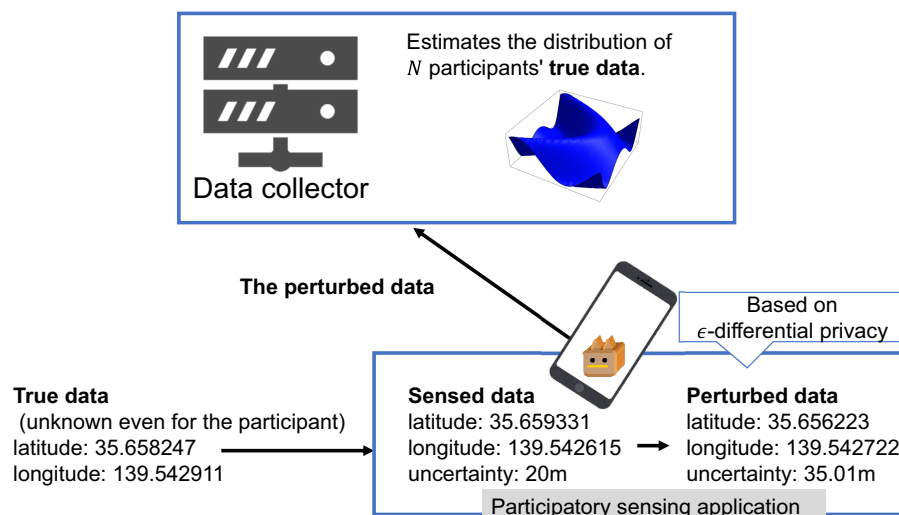 Estimates the distribution of
N participants' true data.
Data collector
The perturbed data
Based on
ϵ-differential privacy
True data
(unknown even for the participant)
latitude: 35.658247
longitude: 139.542911
Sensed data
latitude: 35.659331
longitude: 139.542615
uncertainty: 20m
Perturbed data
latitude: 35.656223
longitude: 139.542722
uncertainty: 35.01m
Participatory sensing application